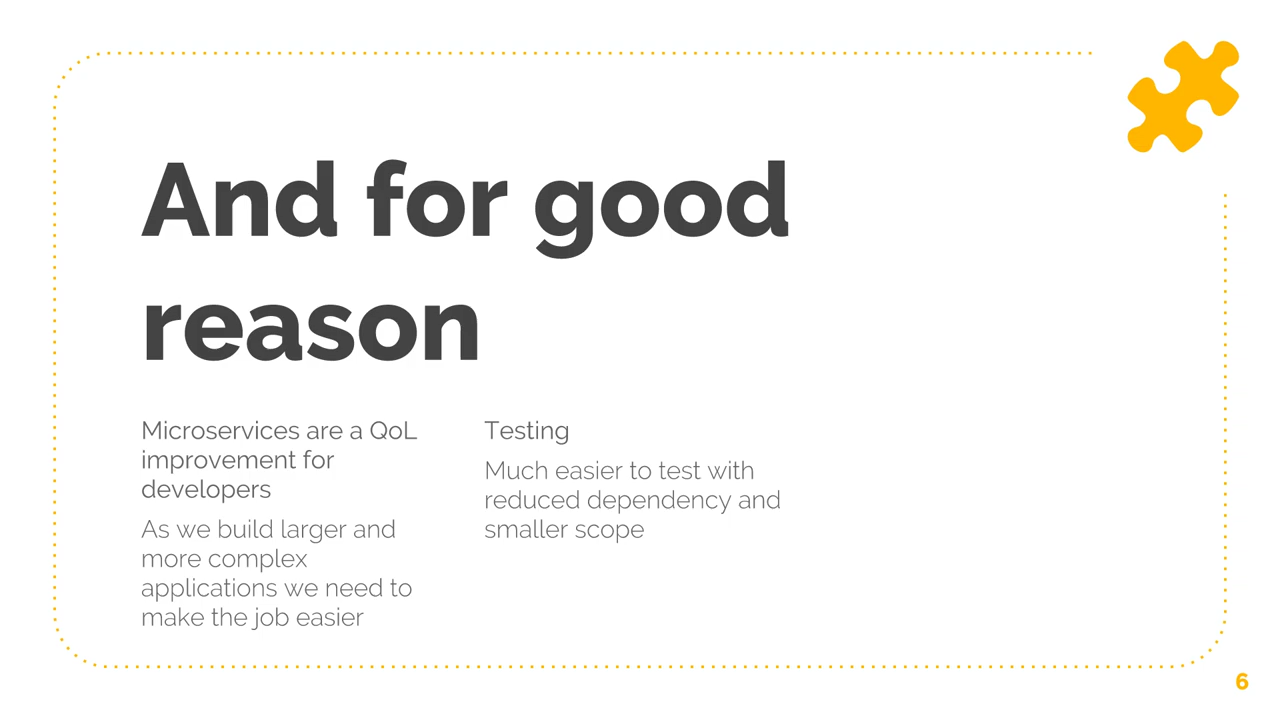 And for good
reason
Microservices are a QoL
improvement for
developers
As we build larger and
more complex
applications we need to
make the job easier
Testing
Much easier to test with
reduced dependency and
smaller scope
6